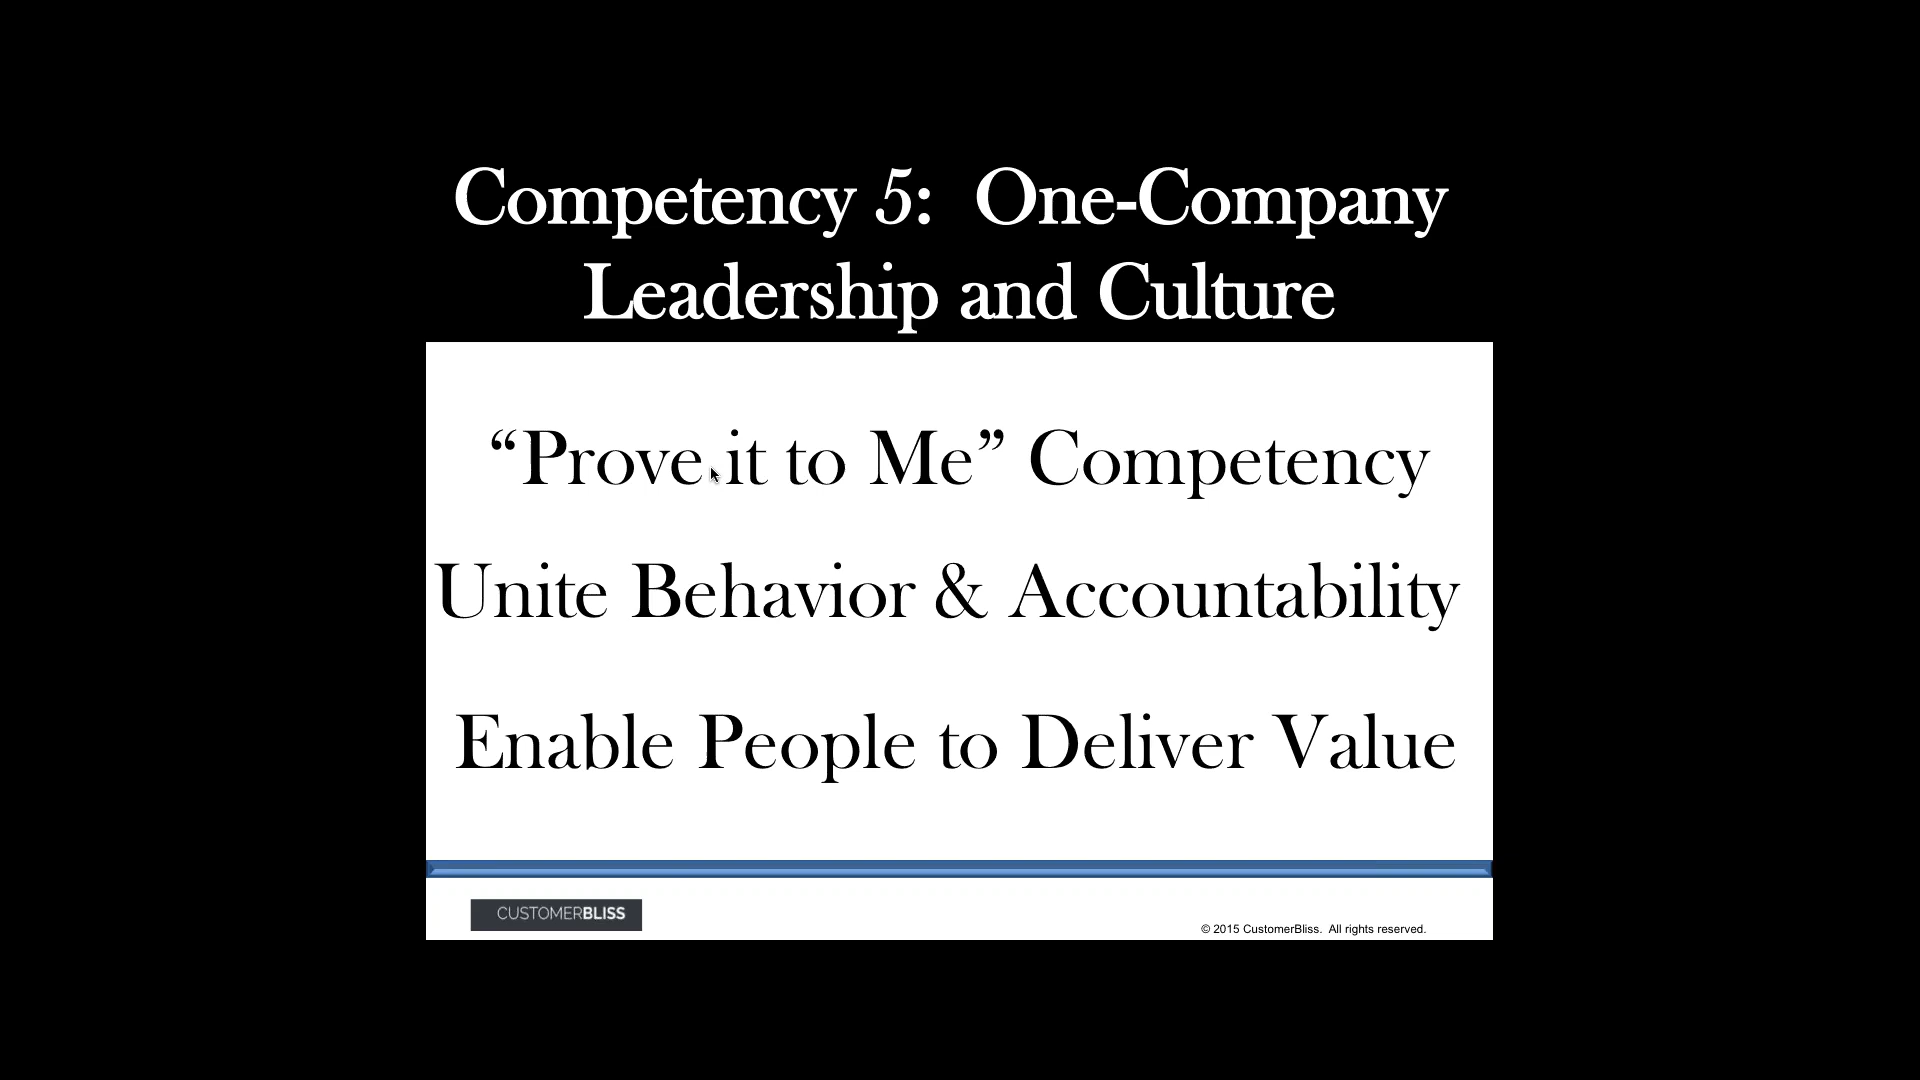 Competency 5:  One-Company
Leadership and Culture
“Prove it to Me” Competency
Unite Behavior & Accountability
Enable People to Deliver Value
CUSTOMERBLISS
© 2015 CustomerBliss.  All rights reserved.